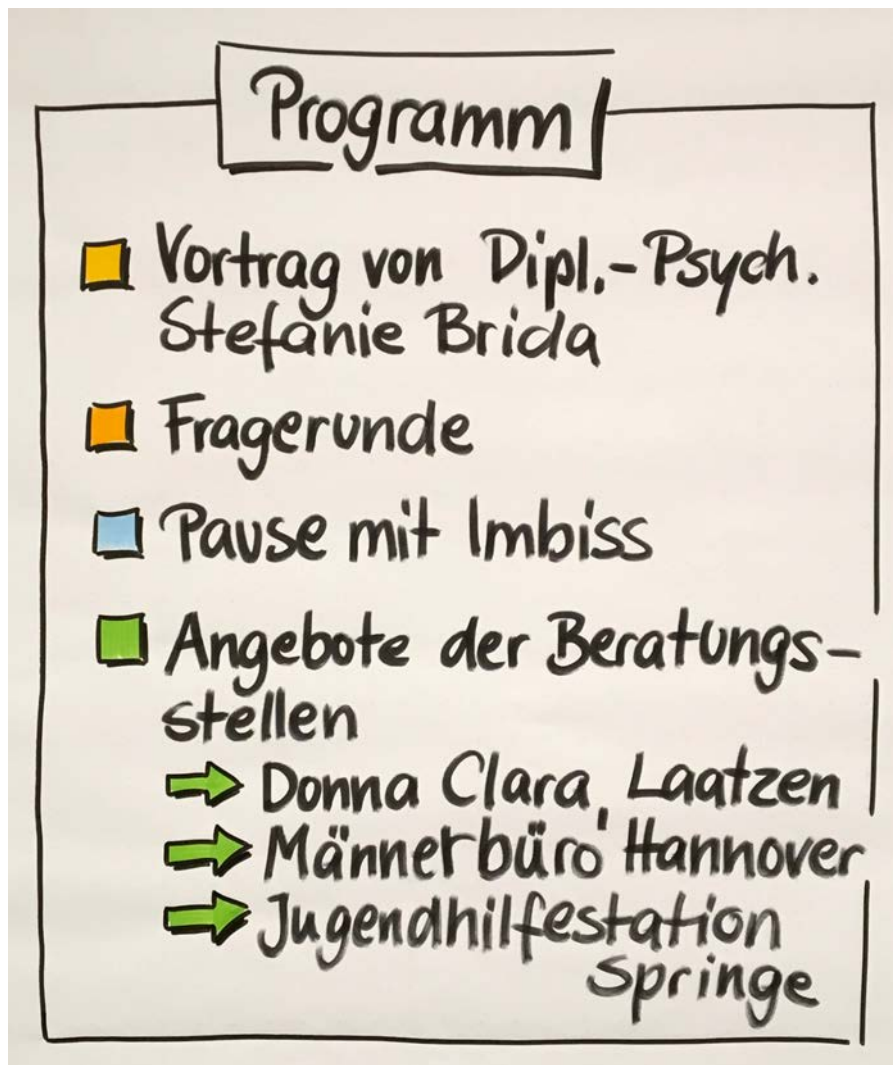 Programm
Vortrag von Dipl.-Psych.
Stefanie Brida
Fragerunde
Pause mit Imbiss
Angebote der Beratungs-
stellen
Donna Clara, Laatzen
Männerbüro Hannover
Jugendhilfestation
Springe